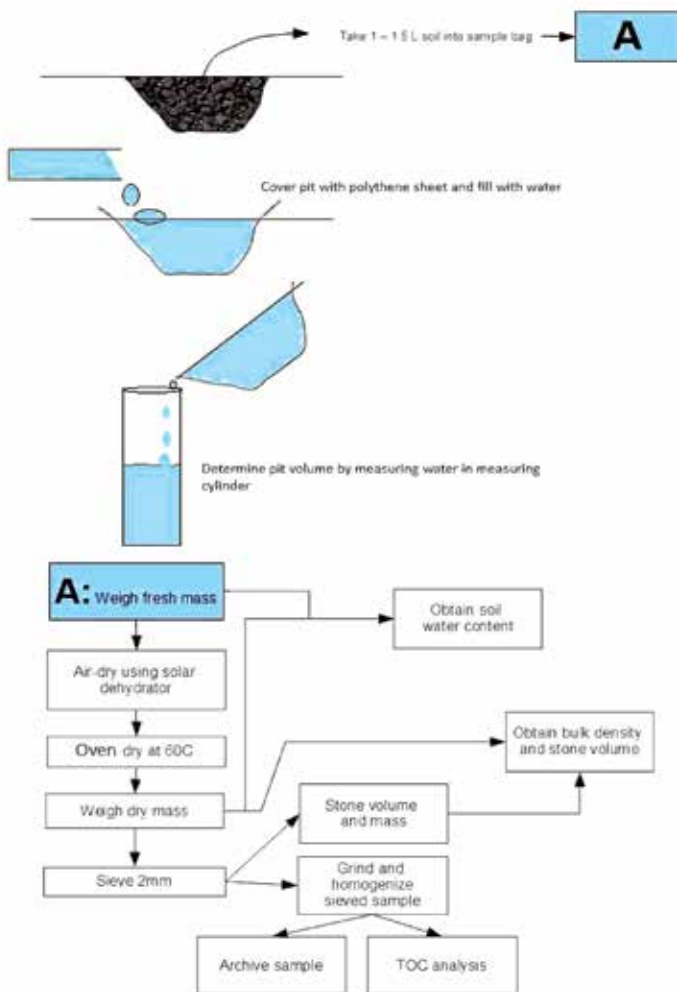 Take 1 – 1.5 L soil into sample bag
A
Cover pit with polythene sheet and fill with water
Determine pit volume by measuring water in measuring
cylinder
A: Weigh fresh mass
Obtain soil
water content
Air-dry using solar
dehydrator
Obtain bulk density
and stone volume
Oven dry at 60C
Weigh dry mass
Stone volume
and mass
Sieve 2mm
Grind and
homogenize
sieved sample
Archive sample
TOC analysis